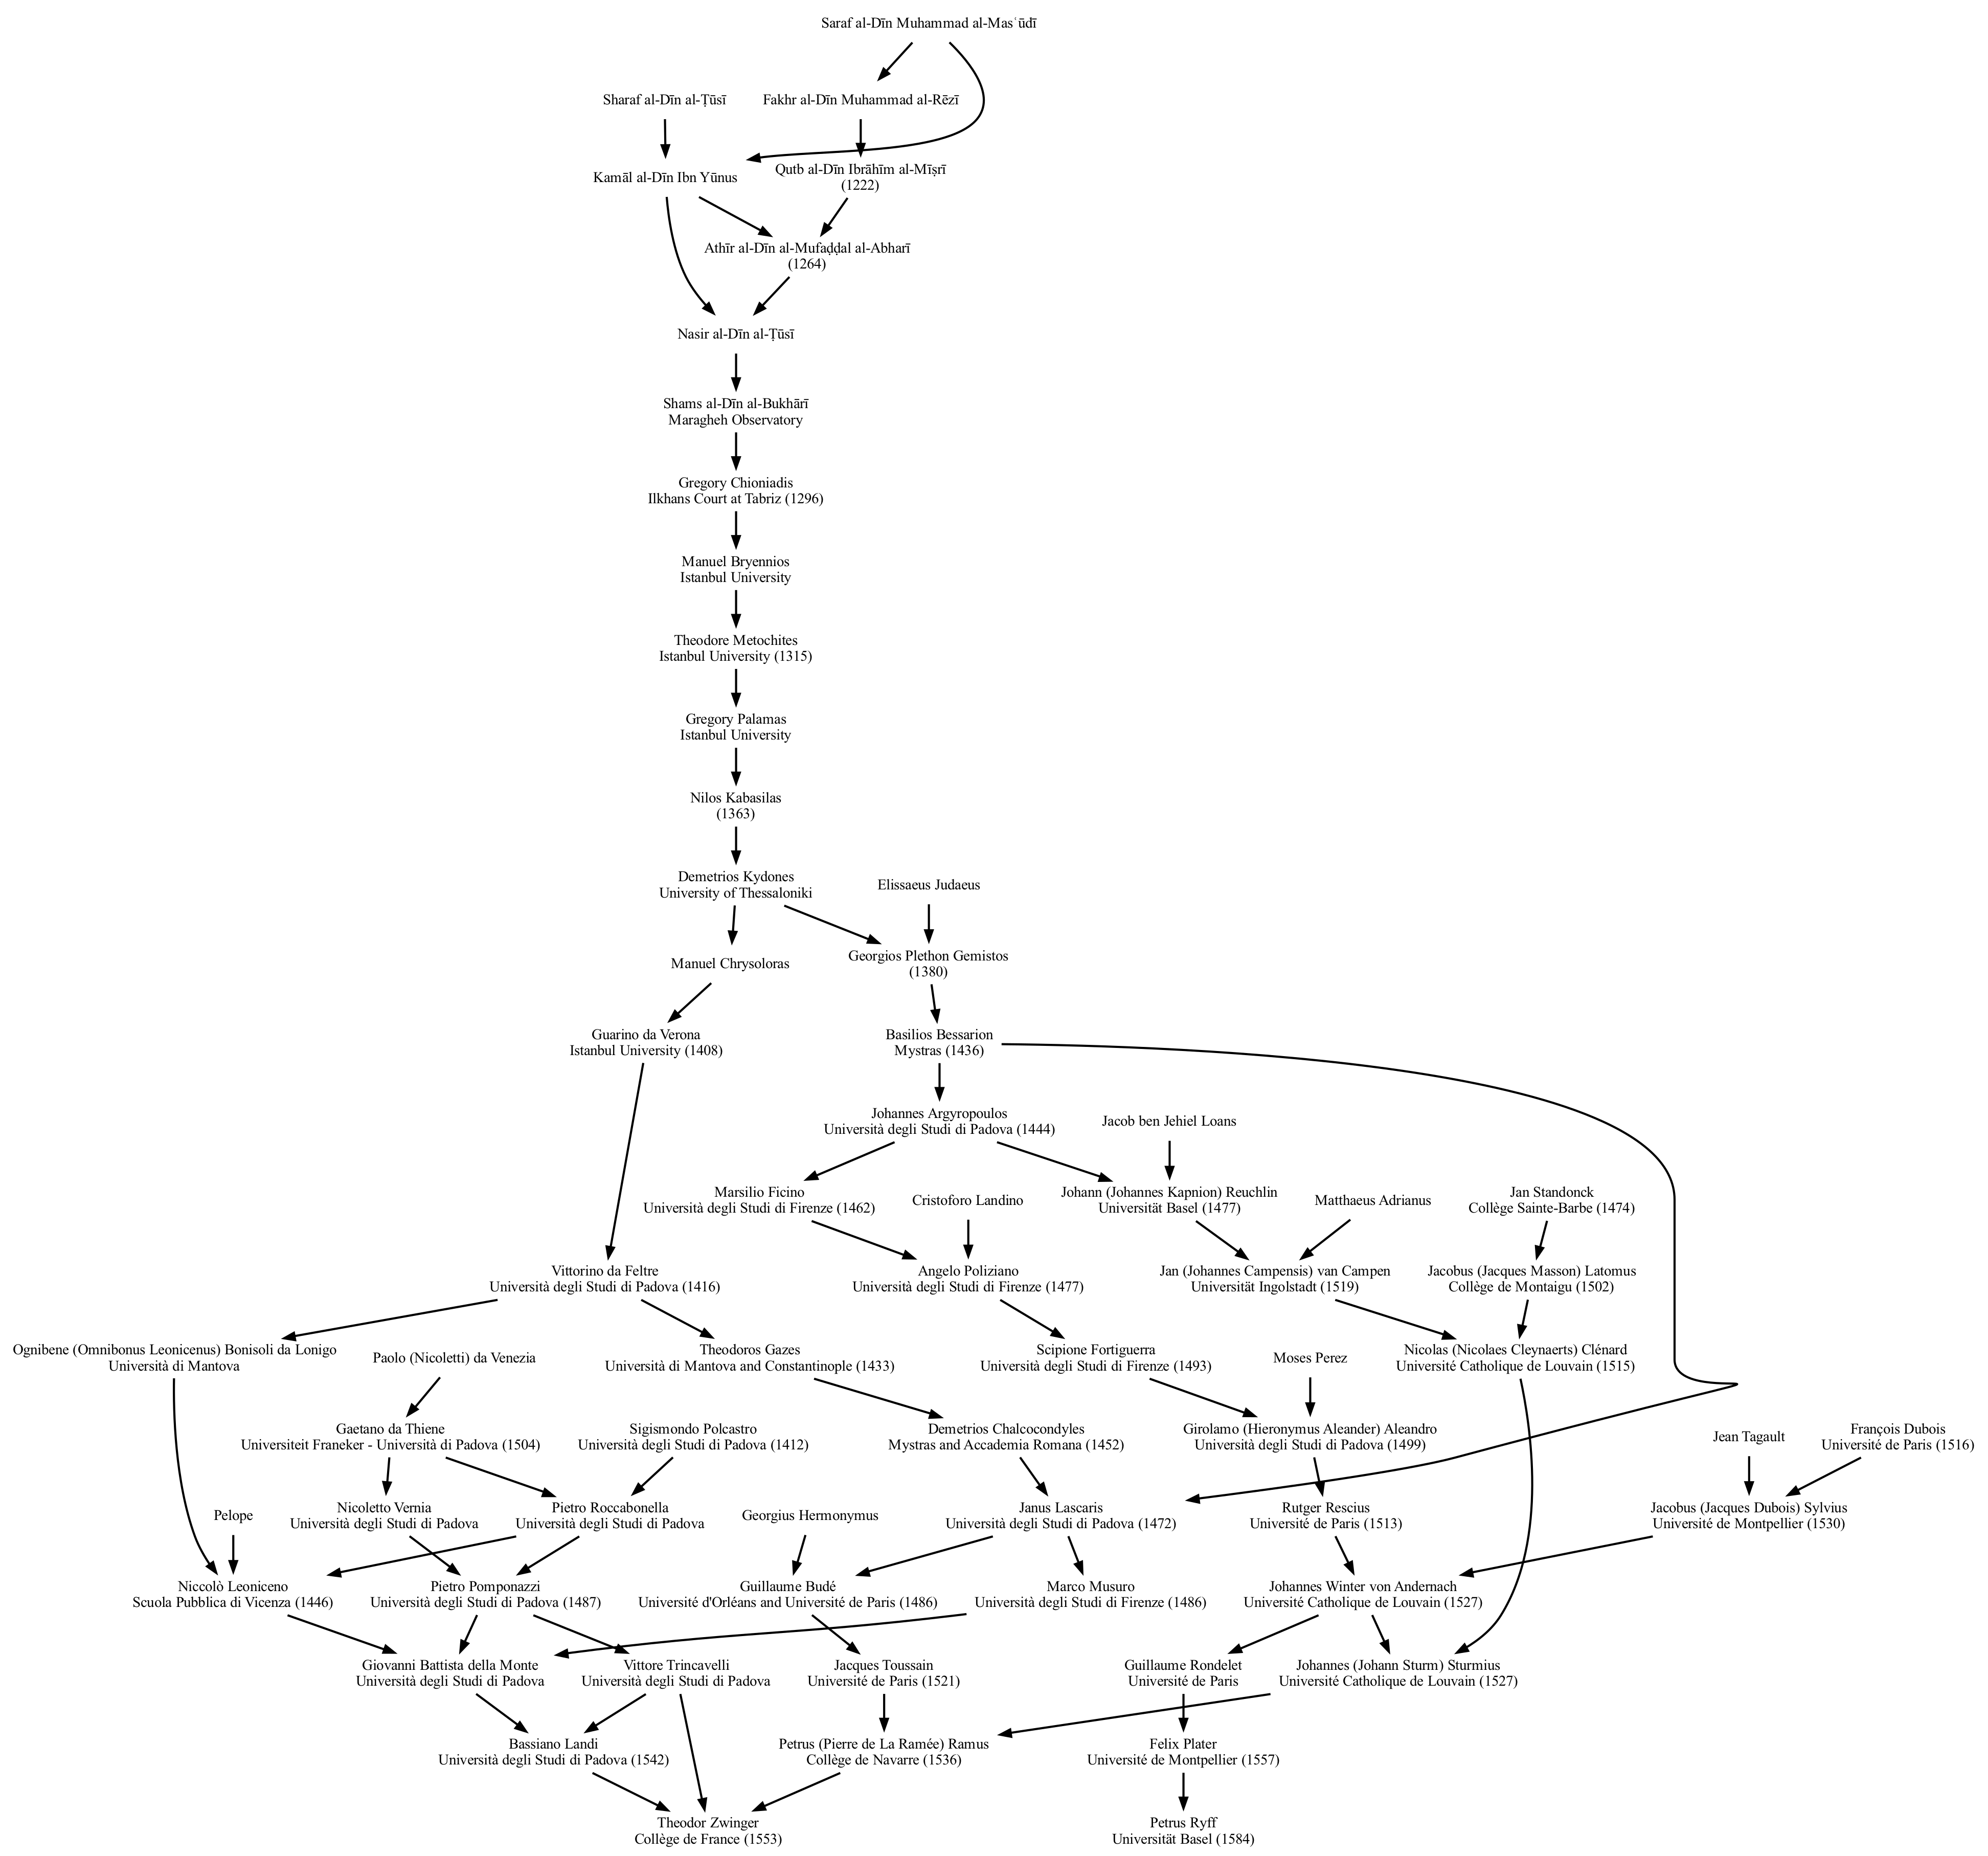 Saraf al-Dīn Muhammad al-Masʿūdī
Sharaf al-Dīn al-Ṭūsī
Fakhr al-Dīn Muhammad al-Rēzī
Kamāl al-Dīn Ibn Yūnus
Qutb al-Dīn Ibrāhīm al-Mīṣrī
(1222)
Athīr al-Dīn al-Mufaḍḍal al-Abharī
(1264)
Nasir al-Dīn al-Ṭūsī
Shams al-Dīn al-Bukhārī
Maragheh Observatory
Gregory Chioniadis
Ilkhans Court at Tabriz (1296)
Manuel Bryennios
Istanbul University
Theodore Metochites
Istanbul University (1315)
Gregory Palamas
Istanbul University
Nilos Kabasilas
(1363)
Demetrios Kydones
University of Thessaloniki
Elissaeus Judaeus
Manuel Chrysoloras
Georgios Plethon Gemistos
(1380)
Guarino da Verona
Istanbul University (1408)
Basilios Bessarion
Mystras (1436)
Johannes Argyropoulos
Università degli Studi di Padova (1444)
Jacob ben Jehiel Loans
Marsilio Ficino
Università degli Studi di Firenze (1462)
Cristoforo Landino
Johann (Johannes Kapnion) Reuchlin
Universität Basel (1477)
Matthaeus Adrianus
Jan Standonck
Collège Sainte-Barbe (1474)
Vittorino da Feltre
Università degli Studi di Padova (1416)
Angelo Poliziano
Università degli Studi di Firenze (1477)
Jan (Johannes Campensis) van Campen
Universität Ingolstadt (1519)
Jacobus (Jacques Masson) Latomus
Collège de Montaigu (1502)
Ognibene (Omnibonus Leonicenus) Bonisoli da Lonigo
Università di Mantova
Paolo (Nicoletti) da Venezia
Theodoros Gazes
Università di Mantova and Constantinople (1433)
Scipione Fortiguerra
Università degli Studi di Firenze (1493)
Moses Perez
Nicolas (Nicolaes Cleynaerts) Clénard
Université Catholique de Louvain (1515)
Gaetano da Thiene
Universiteit Franeker - Università di Padova (1504)
Sigismondo Polcastro
Università degli Studi di Padova (1412)
Demetrios Chalcocondyles
Mystras and Accademia Romana (1452)
Girolamo (Hieronymus Aleander) Aleandro
Università degli Studi di Padova (1499)
Jean Tagault
François Dubois
Université de Paris (1516)
Pelope
Nicoletto Vernia
Università degli Studi di Padova
Pietro Roccabonella
Università degli Studi di Padova
Georgius Hermonymus
Janus Lascaris
Università degli Studi di Padova (1472)
Rutger Rescius
Université de Paris (1513)
Jacobus (Jacques Dubois) Sylvius
Université de Montpellier (1530)
Niccolò Leoniceno
Scuola Pubblica di Vicenza (1446)
Pietro Pomponazzi
Università degli Studi di Padova (1487)
Guillaume Budé
Université d'Orléans and Université de Paris (1486)
Marco Musuro
Università degli Studi di Firenze (1486)
Johannes Winter von Andernach
Université Catholique de Louvain (1527)
Giovanni Battista della Monte
Università degli Studi di Padova
Vittore Trincavelli
Università degli Studi di Padova
Jacques Toussain
Université de Paris (1521)
Guillaume Rondelet
Université de Paris
Johannes (Johann Sturm) Sturmius
Université Catholique de Louvain (1527)
Bassiano Landi
Università degli Studi di Padova (1542)
Petrus (Pierre de La Ramée) Ramus
Collège de Navarre (1536)
Felix Plater
Université de Montpellier (1557)
Theodor Zwinger
Collège de France (1553)
Petrus Ryff
Universität Basel (1584)